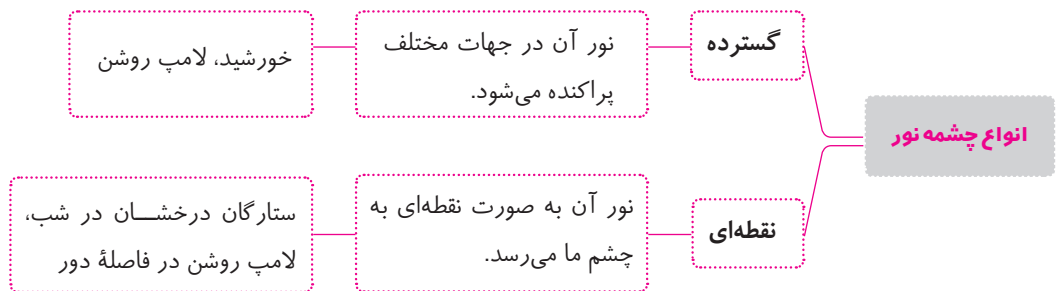 انواع چشمه نور
گسترده
نور آن در جهات مختلف
پراکنده می‌شود.
خورشید، لامپ روشن
نقطه‌ای
نور آن به صورت نقطه‌ای به
چشم ما می‌رسد.
ستارگان درخشــان در شب،
لامپ روشن در فاصلهٔ دور